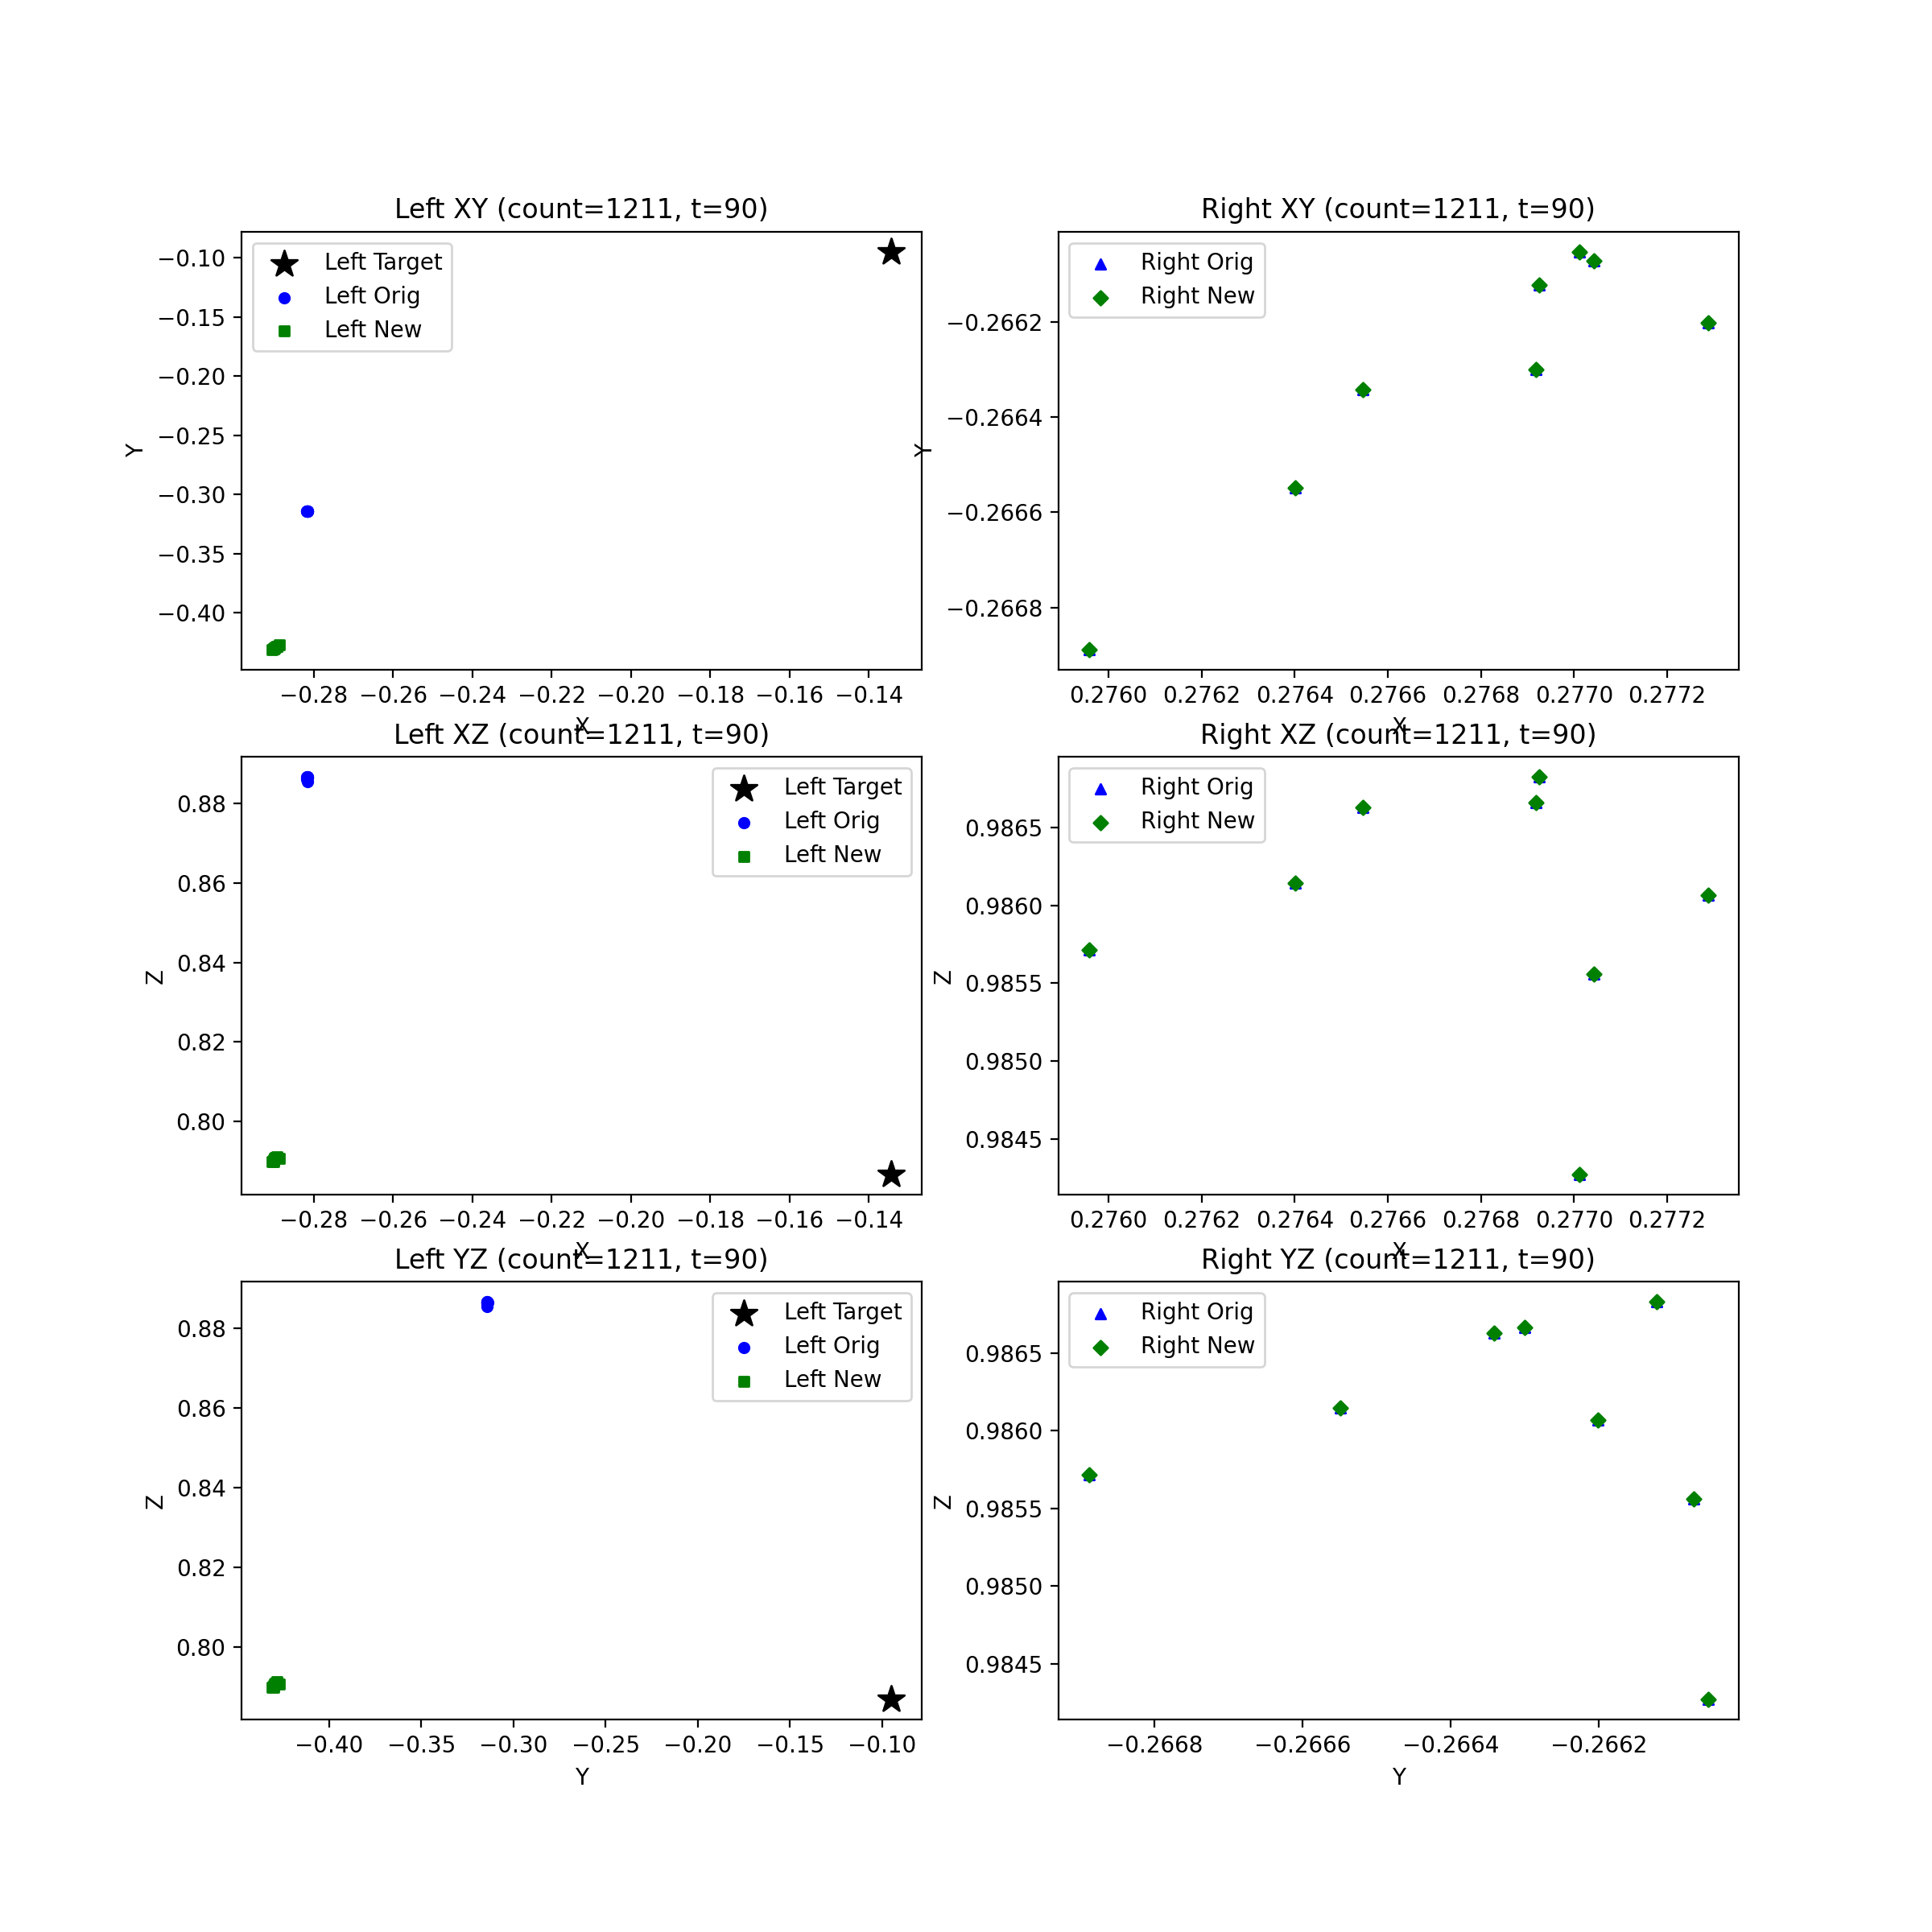 Left XY (count=1211, t=90)
Left Target
Left Orig
Left New
−0.10
−0.15
−0.20
−0.25
−0.30
−0.35
−0.40
Y
−0.28 −0.26 −0.24 −0.22 −0.20 −0.18 −0.16 −0.14
X
Right XY (count=1211, t=90)
Right Orig
Right New
−0.2662
−0.2664
−0.2666
−0.2668
Y
0.2760 0.2762 0.2764 0.2766 0.2768 0.2770 0.2772
X
Left XZ (count=1211, t=90)
Left Target
Left Orig
Left New
0.88
0.86
0.84
0.82
0.80
Z
−0.28 −0.26 −0.24 −0.22 −0.20 −0.18 −0.16 −0.14
X
Right XZ (count=1211, t=90)
Right Orig
Right New
0.9865
0.9860
0.9855
0.9850
0.9845
Z
0.2760 0.2762 0.2764 0.2766 0.2768 0.2770 0.2772
X
Left YZ (count=1211, t=90)
Left Target
Left Orig
Left New
0.88
0.86
0.84
0.82
0.80
Z
−0.40 −0.35 −0.30 −0.25 −0.20 −0.15 −0.10
Y
Right YZ (count=1211, t=90)
Right Orig
Right New
0.9865
0.9860
0.9855
0.9850
0.9845
Z
−0.2668 −0.2666 −0.2664 −0.2662
Y